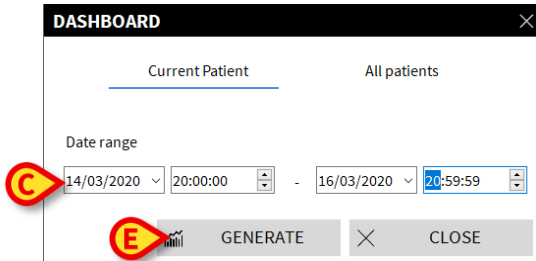 DASHBOARD
Current Patient All patients
Date range
C 14/03/2020 20:00:00 - 16/03/2020 20:59:59
E GENERATE CLOSE